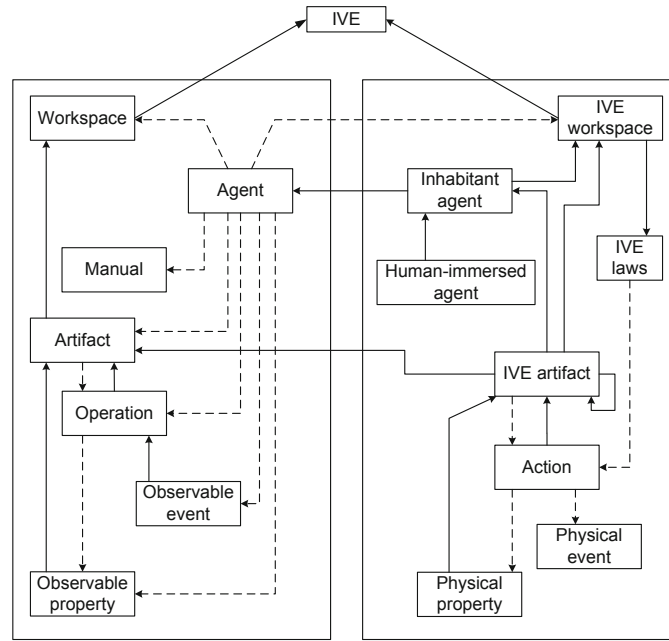 IVE
Workspace
IVE
workspace
Agent
Inhabitant
agent
Manual
Human-immersed
agent
IVE
laws
Artifact
IVE artifact
Operation
Action
Observable
event
Physical
event
Observable
property
Physical
property